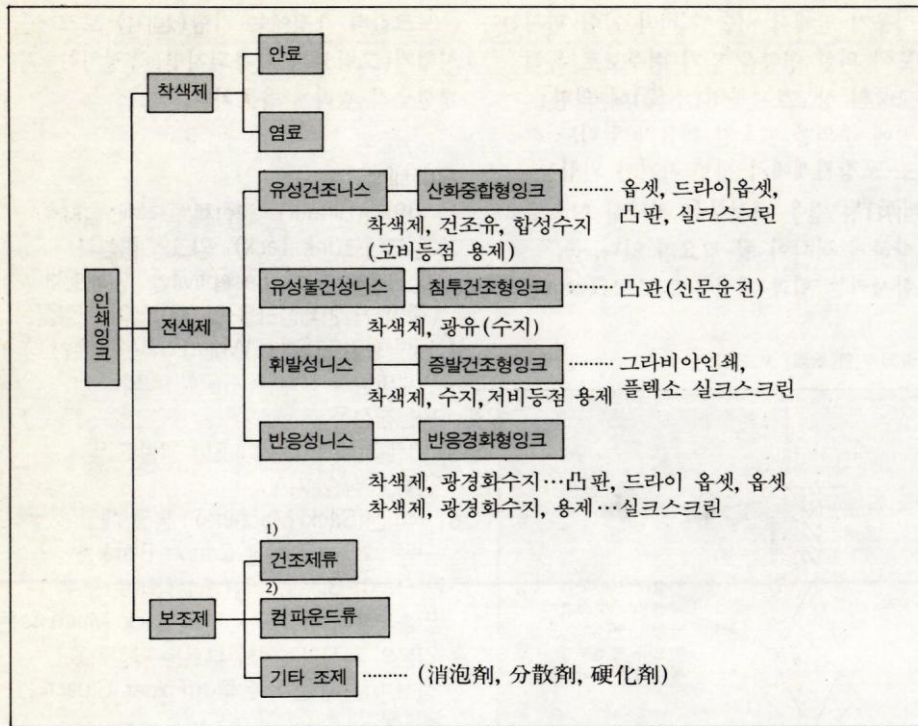 안료
착색제
염료
유성건조니스 산화중합형잉크 ········ 옵셋, 드라이옵셋,
착색제, 건조유, 합성수지 凸판, 실크스크린
(고비등점 용제)
인쇄잉크
유성불건성니스 침투건조형잉크 ········ 凸판(신문윤전)
전색제
착색제, 광유(수지)
휘발성니스 증발건조형잉크 ········ 그라비아인쇄,
착색제, 수지, 저비등점 용제 플렉소 실크스크린
반응성니스 반응경화형잉크
착색제, 광경화수지···凸판, 드라이 옵셋, 옵셋
착색제, 광경화수지, 용제···실크스크린
1)
건조제류
2)
보조제 컴파운드류
기타 조제 ········ (消泡劑, 分散劑, 硬化劑)